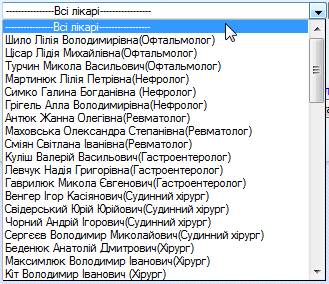 ----------------Всі лікарі----------------
----------------Всі лікарі----------------
Шило Лілія Володимирівна(Офтальмолог)
Цісар Лідія Михайлівна(Офтальмолог)
Турчин Микола Васильович(Офтальмолог)
Мартинюк Лілія Петрівна(Нефролог)
Симко Галина Богданівна (Нефролог)
Грігель Алла Володимирівна(Нефролог)
Антюк Жанна Олегівна(Ревматолог)
Маховська Олександра Степанівна(Ревматолог)
Сміян Світлана Іванівна(Ревматолог)
Куліш Валерій Васильович(Гастроентеролог)
Левчук Надія Григорівна(Гастроентеролог)
Гаврилюк Микола Євгенович(Гастроентеролог)
Венгер Ігор Касіянович(Судинний хірург)
Свідерський Юрій Юрійович(Судинний хірург)
Чорний Андрій Ігорович(Судинний хірург)
Сергєєв Володимир Миколайович(Судинний хірург)
Беденюк Анатолій Дмитрович(Хірург)
Максимлюк Володимир Іванович(Хірург)
Кіт Володимир Іванович (Хірург)